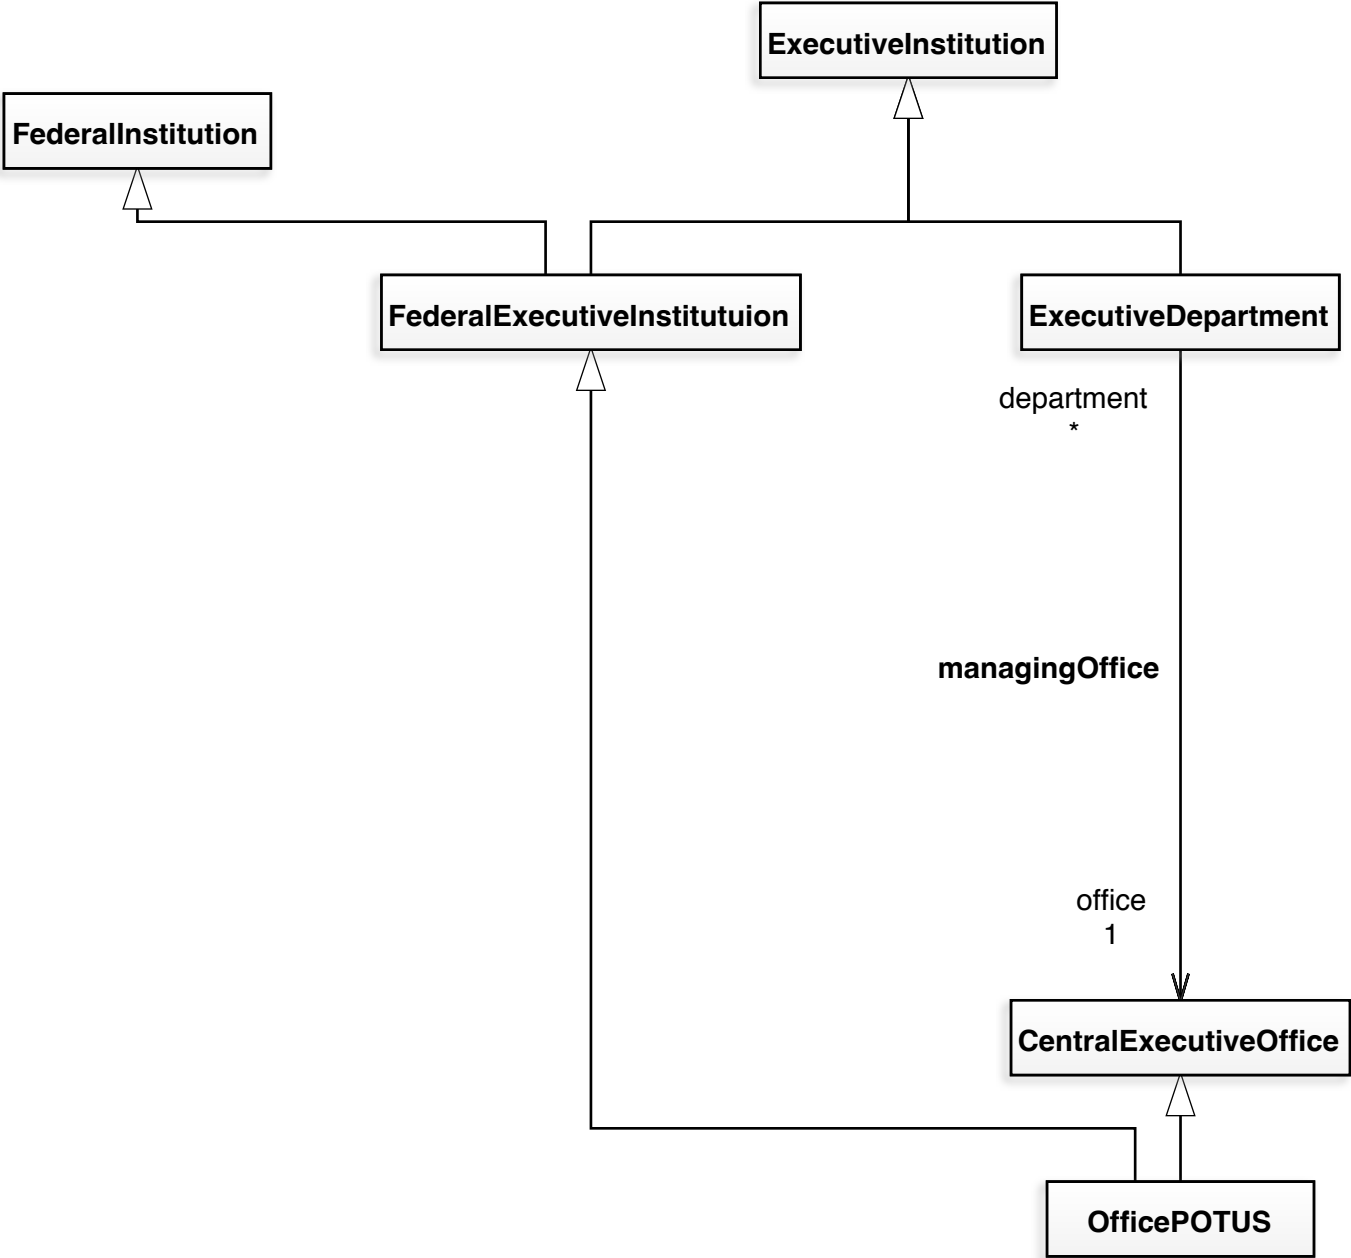 ExecutiveInstitution
FederalInstitution
FederalExecutiveInstitutuion
ExecutiveDepartment
department
*
managingOffice
office
1
CentralExecutiveOffice
OfficePOTUS